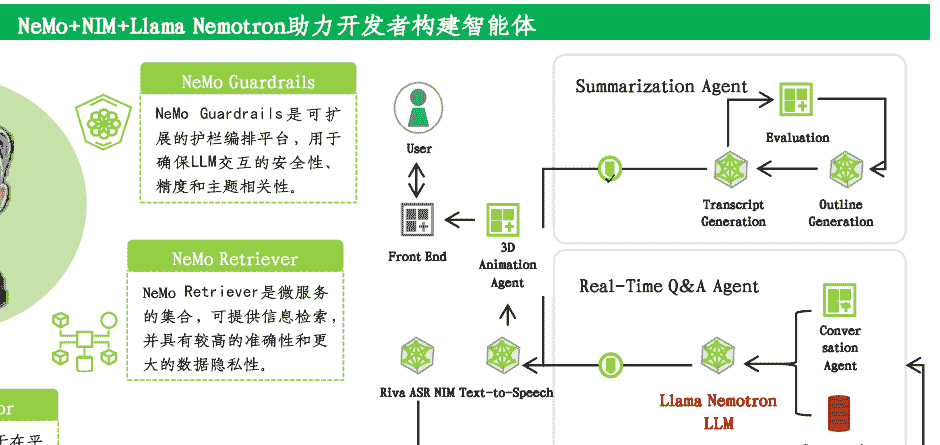 NeMo+NIM+Llama Nemotron助力开发者构建智能体
NeMo Guardrails
NeMo Guardrails是可扩
展的护栏编排平台，用于
确保LLM交互的安全性、
精度和主题相关性。
NeMo Retriever
NeMo Retriever是微服务
的集合，可提供信息检索，
并具有较高的准确性和更
大的数据隐私性。
or
User
Front End
3D
Animation
Agent
Riva ASR NIM
Text-to-Speech
Summarization Agent
Evaluation
Transcript
Generation
Outline
Generation
Real-Time Q&A Agent
Conver
sation
Agent
Llama Nemotron
LLM